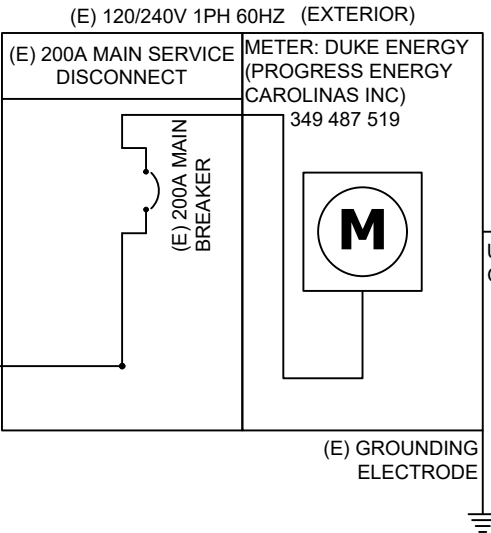 (E) 120/240V 1PH 60HZ (EXTERIOR)
(E) 200A MAIN SERVICE
DISCONNECT
METER: DUKE ENERGY
(PROGRESS ENERGY
CAROLINAS INC)
349 487 519
(E) 200A MAIN
BREAKER
M
(E) GROUNDING
ELECTRODE